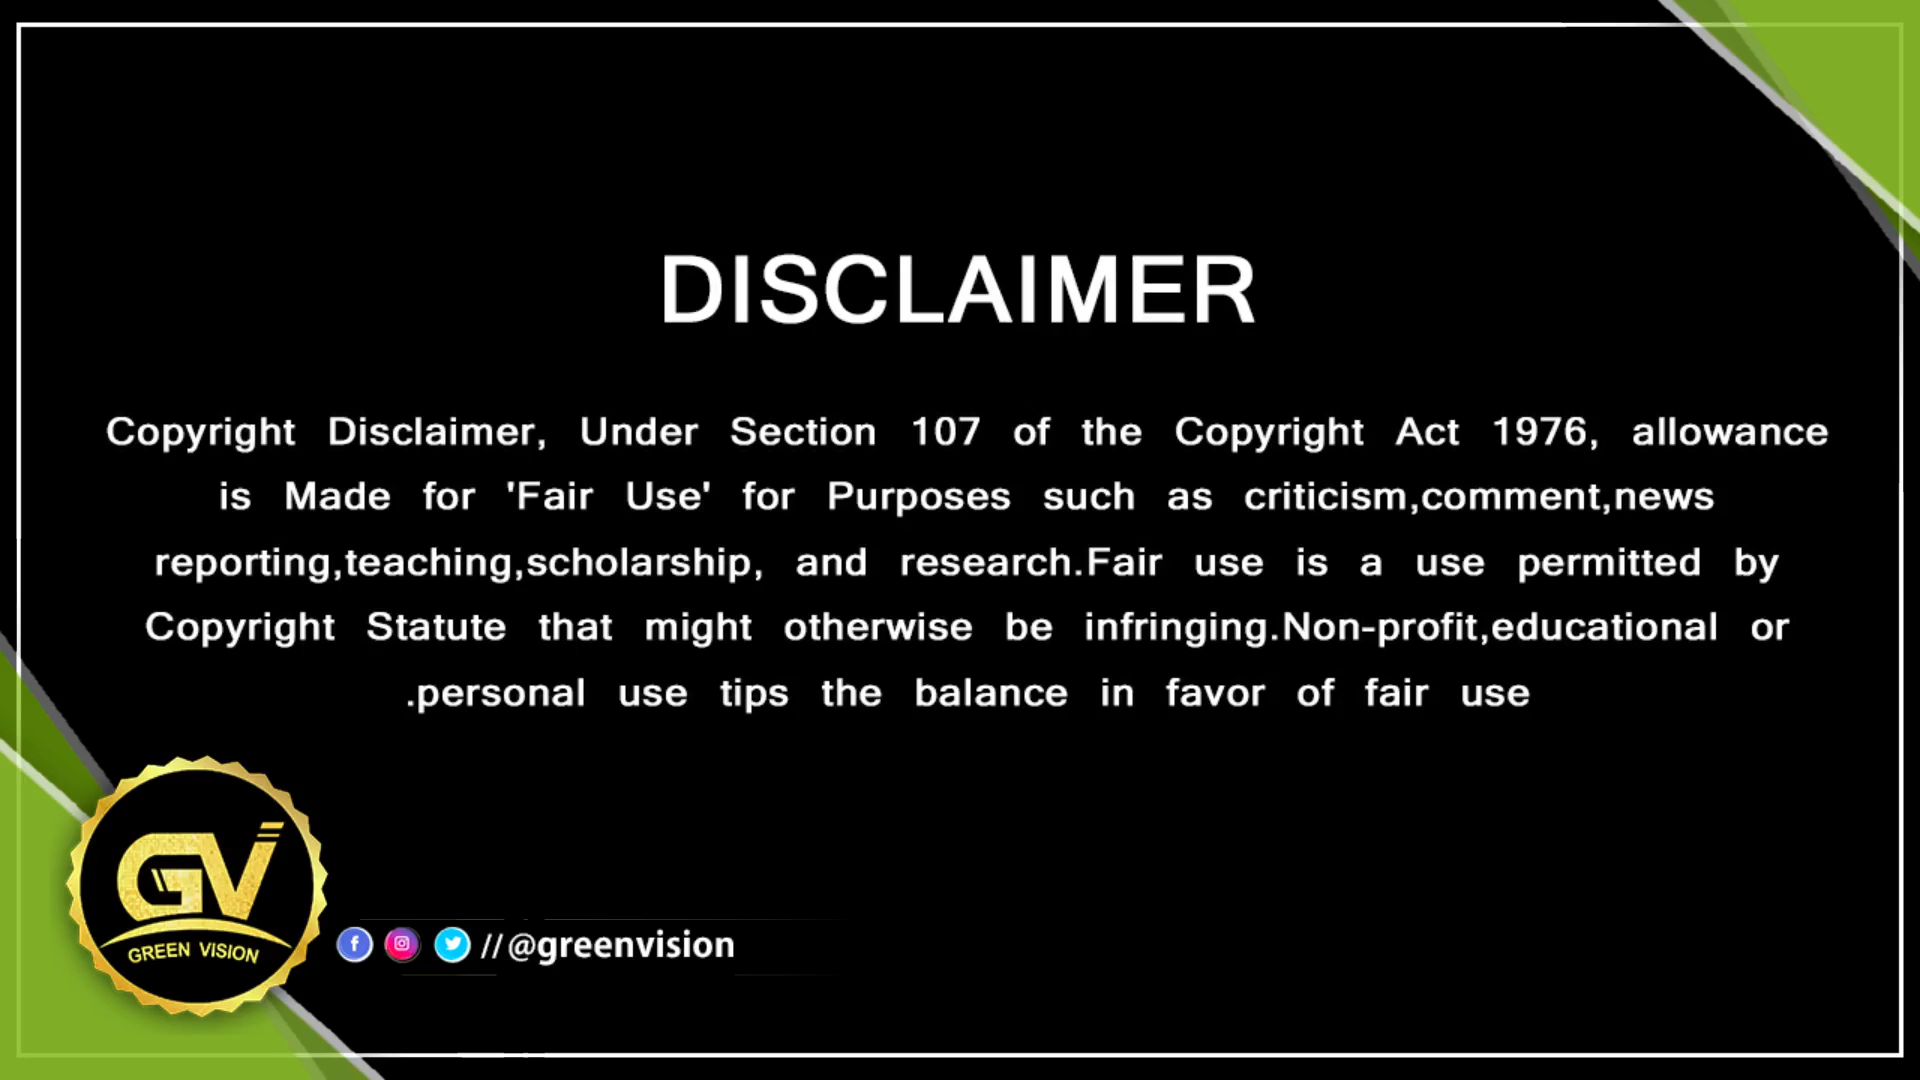 DISCLAIMER
Copyright Disclaimer, Under Section 107 of the Copyright Act 1976, allowance
is Made for 'Fair Use' for Purposes such as criticism,comment,news
reporting,teaching,scholarship, and research.Fair use is a use permitted by
Copyright Statute that might otherwise be infringing.Non-profit,educational or
.personal use tips the balance in favor of fair use
GV
GREEN VISION
//@greenvision